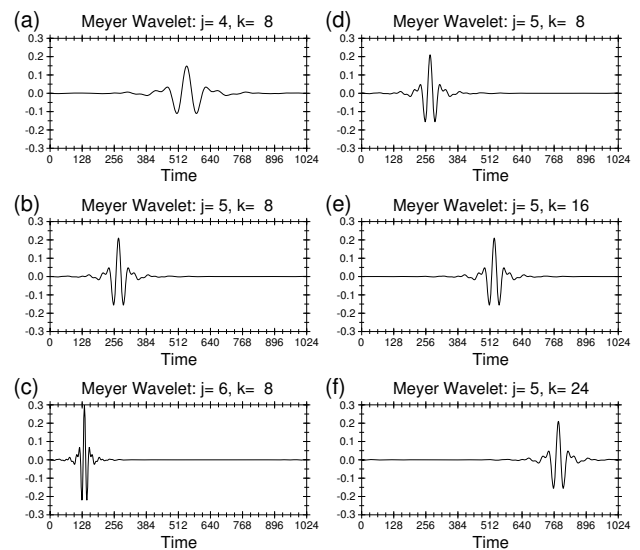 (a) Meyer Wavelet: j= 4, k= 8
0.3
0.2
0.1
0.0
-0.1
-0.2
-0.3
0 128 256 384 512 640 768 896 1024
Time
(b) Meyer Wavelet: j= 5, k= 8
0.3
0.2
0.1
0.0
-0.1
-0.2
-0.3
0 128 256 384 512 640 768 896 1024
Time
(c) Meyer Wavelet: j= 6, k= 8
0.3
0.2
0.1
0.0
-0.1
-0.2
-0.3
0 128 256 384 512 640 768 896 1024
Time
(d) Meyer Wavelet: j= 5, k= 8
0.3
0.2
0.1
0.0
-0.1
-0.2
-0.3
0 128 256 384 512 640 768 896 1024
Time
(e) Meyer Wavelet: j= 5, k= 16
0.3
0.2
0.1
0.0
-0.1
-0.2
-0.3
0 128 256 384 512 640 768 896 1024
Time
(f) Meyer Wavelet: j= 5, k= 24
0.3
0.2
0.1
0.0
-0.1
-0.2
-0.3
0 128 256 384 512 640 768 896 1024
Time